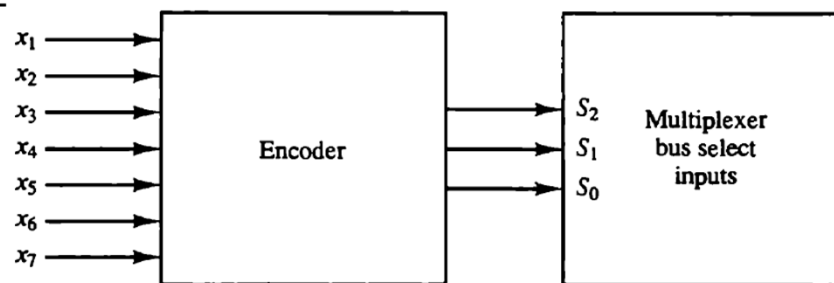 x1
x2
x3
x4
x5
x6
x7
Encoder
S2
S1
S0
Multiplexer
bus select
inputs